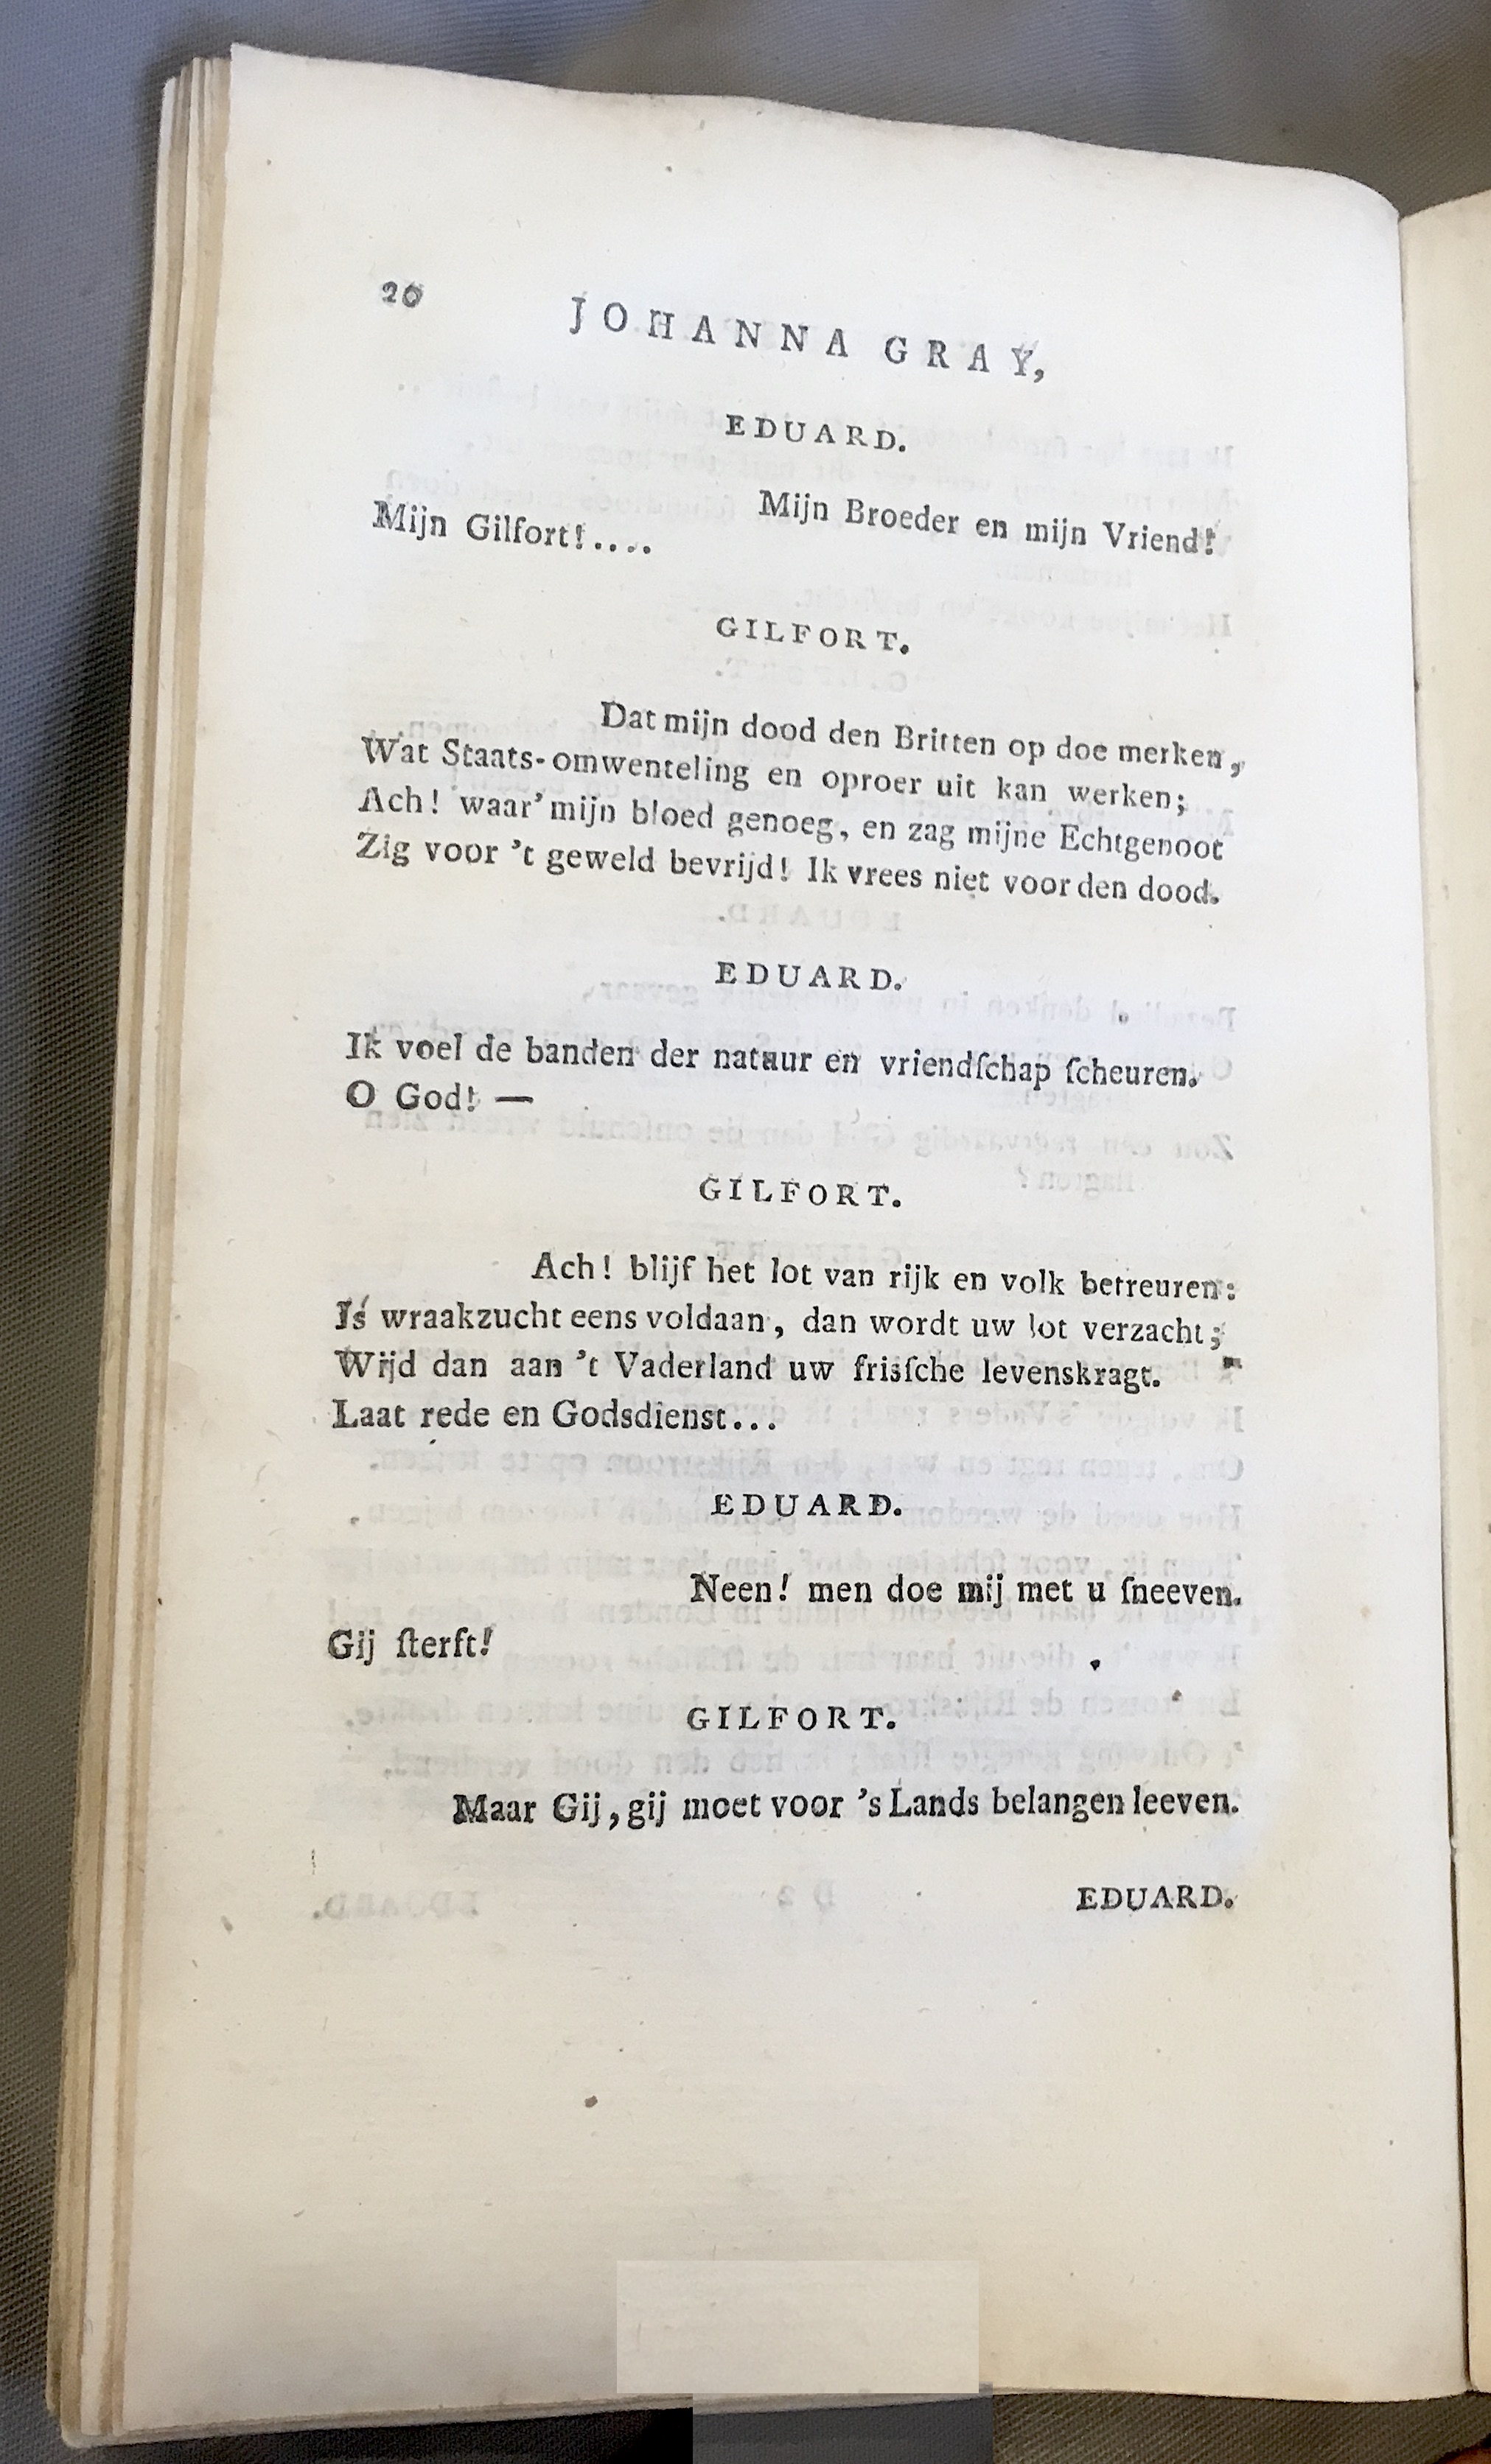 20 JOHANNA GRAY,
EDUARD.
Mijn Broeder en mijn Vriend!
Mijn Gilfort!....
GILFORT.
Dat mijn dood den Britten op doe merken,
Wat Staats-omwenteling en oproer uit kan werken;
Ach! waar' mijn bloed genoeg, en zag mijne Echtgenoot
Zig voor 't geweld bevrijd! Ik vrees niet voor den dood.
EDUARD.
Ik voel de banden der natuur en vriendſchap ſcheuren.
O God! —
GILFORT.
Ach! blijf het lot van rijk en volk betreuren:
Is wraakzucht eens voldaan, dan wordt uw lot verzacht;
Wijd dan aan 't Vaderland uw frisſche levenskragt.
Laat rede en Godsdienst...
EDUARD.
Neen! men doe mij met u ſneeven.
Gij ſterft!
GILFORT.
Maar Gij, gij moet voor 's Lands belangen leeven.
EDUARD.